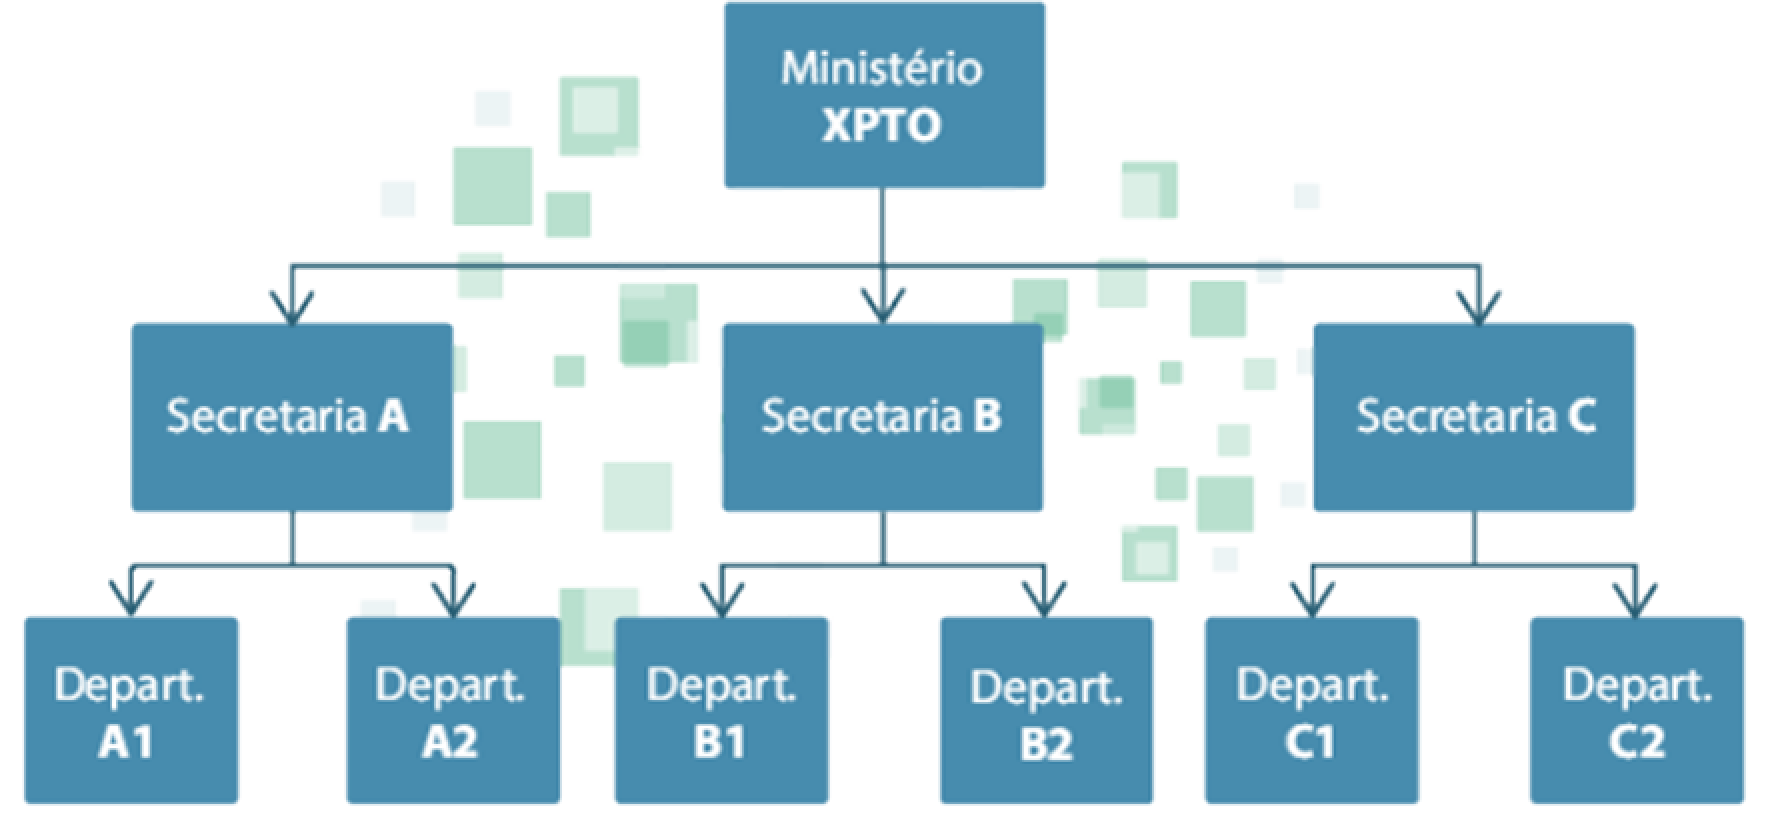 Ministério
XPTO
Secretaria A
Secretaria B
Secretaria C
Depart.
A1
Depart.
A2
Depart.
B1
Depart.
B2
Depart.
C1
Depart.
C2